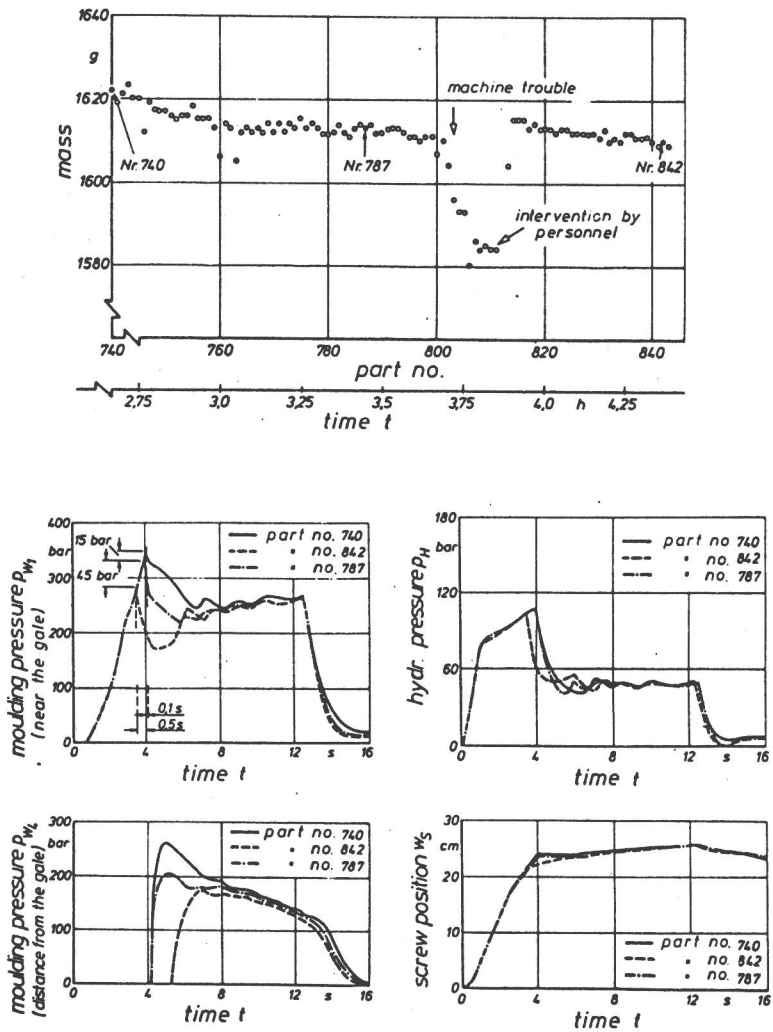 1640
g
1620
mass
1600
1580
machine trouble
Nr. 740
Nr. 787
Nr. 842
intervention by
personnel
740 760 780 800 820 840
part no.
2,75 3,0 3,25 3,5 3,75 4,0 h 4,25
time t
moulding pressure pW1
(near the gate)
400
bar
300
200
100
0
15 bar
45 bar
part no. 740
" no. 842
" no. 787
0,1s
0,5s
0 4 8 12 s 16
time t
hydr. pressure pH
180
bar
120
60
0
part no 740
" no. 842
" no. 787
0 4 8 12 s 16
time t
moulding pressure pW4
(distance from the gate)
300
bar
200
100
0
part no. 740
" no. 842
" no. 787
0 4 8 12 s 16
time t
screw position wS
30
cm
20
10
0
part no 740
" no. 842
" no. 787
0 4 8 12 s 16
time t